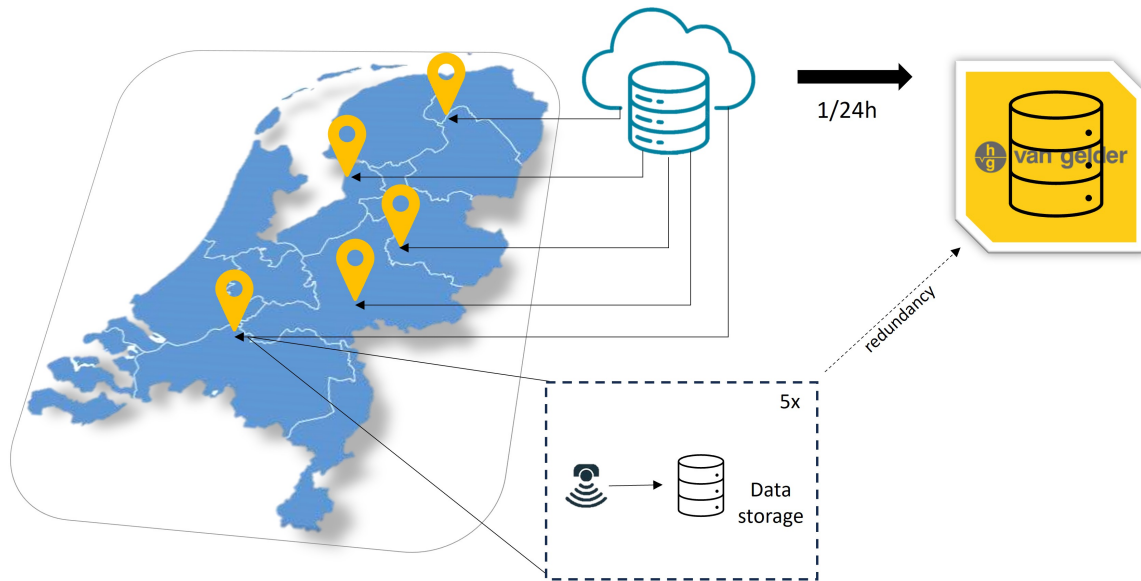 1/24h
h
g
van gelder
redundancy
5x
Data
storage